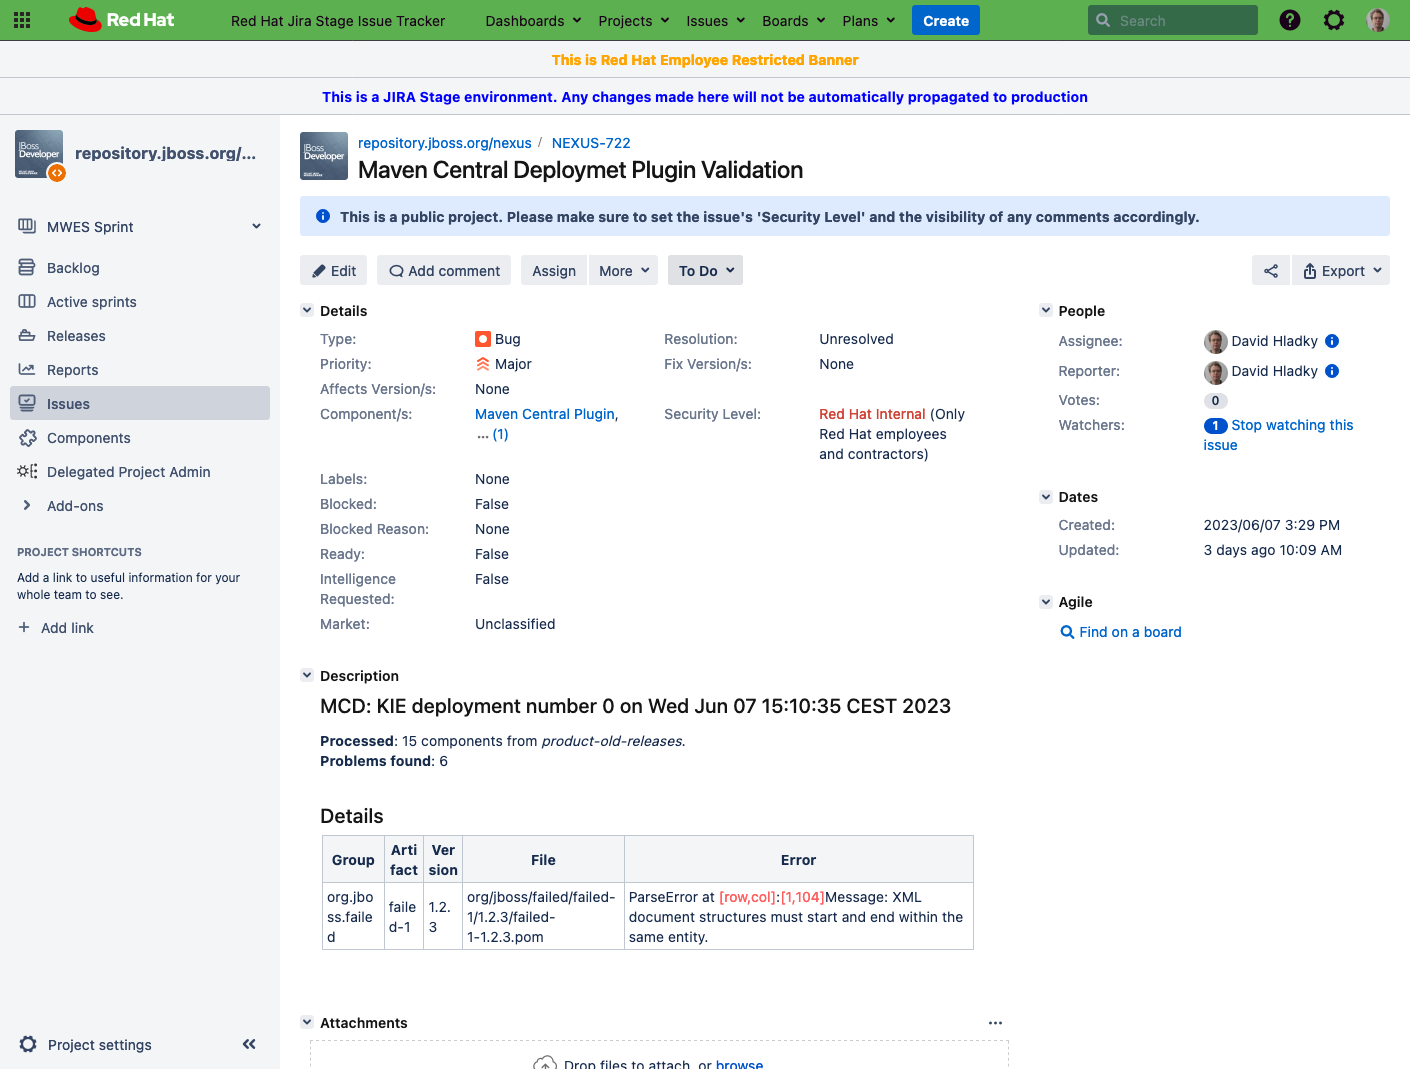 Red Hat
Red Hat Jira Stage Issue Tracker
Dashboards
Projects
Issues
Boards
Plans
Create
Search
This is Red Hat Employee Restricted Banner
This is a JIRA Stage environment. Any changes made here will not be automatically propagated to production
JBoss
Developer
repository.jboss.org/...
MWES Sprint
Backlog
Active sprints
Releases
Reports
Issues
Components
Delegated Project Admin
Add-ons
PROJECT SHORTCUTS
Add a link to useful information for your
whole team to see.
+ Add link
Project settings
JBoss
Developer
repository.jboss.org/nexus / NEXUS-722
Maven Central Deploymet Plugin Validation
This is a public project. Please make sure to set the issue's 'Security Level' and the visibility of any comments accordingly.
Edit
Add comment
Assign
More
To Do
Export
Details
Type: Bug
Resolution: Unresolved
Priority: Major
Fix Version/s: None
Affects Version/s: None
Component/s: Maven Central Plugin,
... (1)
Security Level: Red Hat Internal (Only
Red Hat employees
and contractors)
Labels: None
Blocked: False
Blocked Reason: None
Ready: False
Intelligence
Requested: False
Market: Unclassified
People
Assignee: David Hladky
Reporter: David Hladky
Votes: 0
Watchers: 1 Stop watching this
issue
Dates
Created: 2023/06/07 3:29 PM
Updated: 3 days ago 10:09 AM
Agile
Find on a board
Description
MCD: KIE deployment number 0 on Wed Jun 07 15:10:35 CEST 2023
Processed: 15 components from product-old-releases.
Problems found: 6
Details
Group
Arti
fact
Ver
sion
File
Error
org.jbo
ss.faile
d
faile
d-1
1.2.
3
org/jboss/failed/failed-
1/1.2.3/failed-
1-1.2.3.pom
ParseError at [row,col]:[1,104]Message: XML
document structures must start and end within the
same entity.
Attachments
...
Drop files to attach, or browse